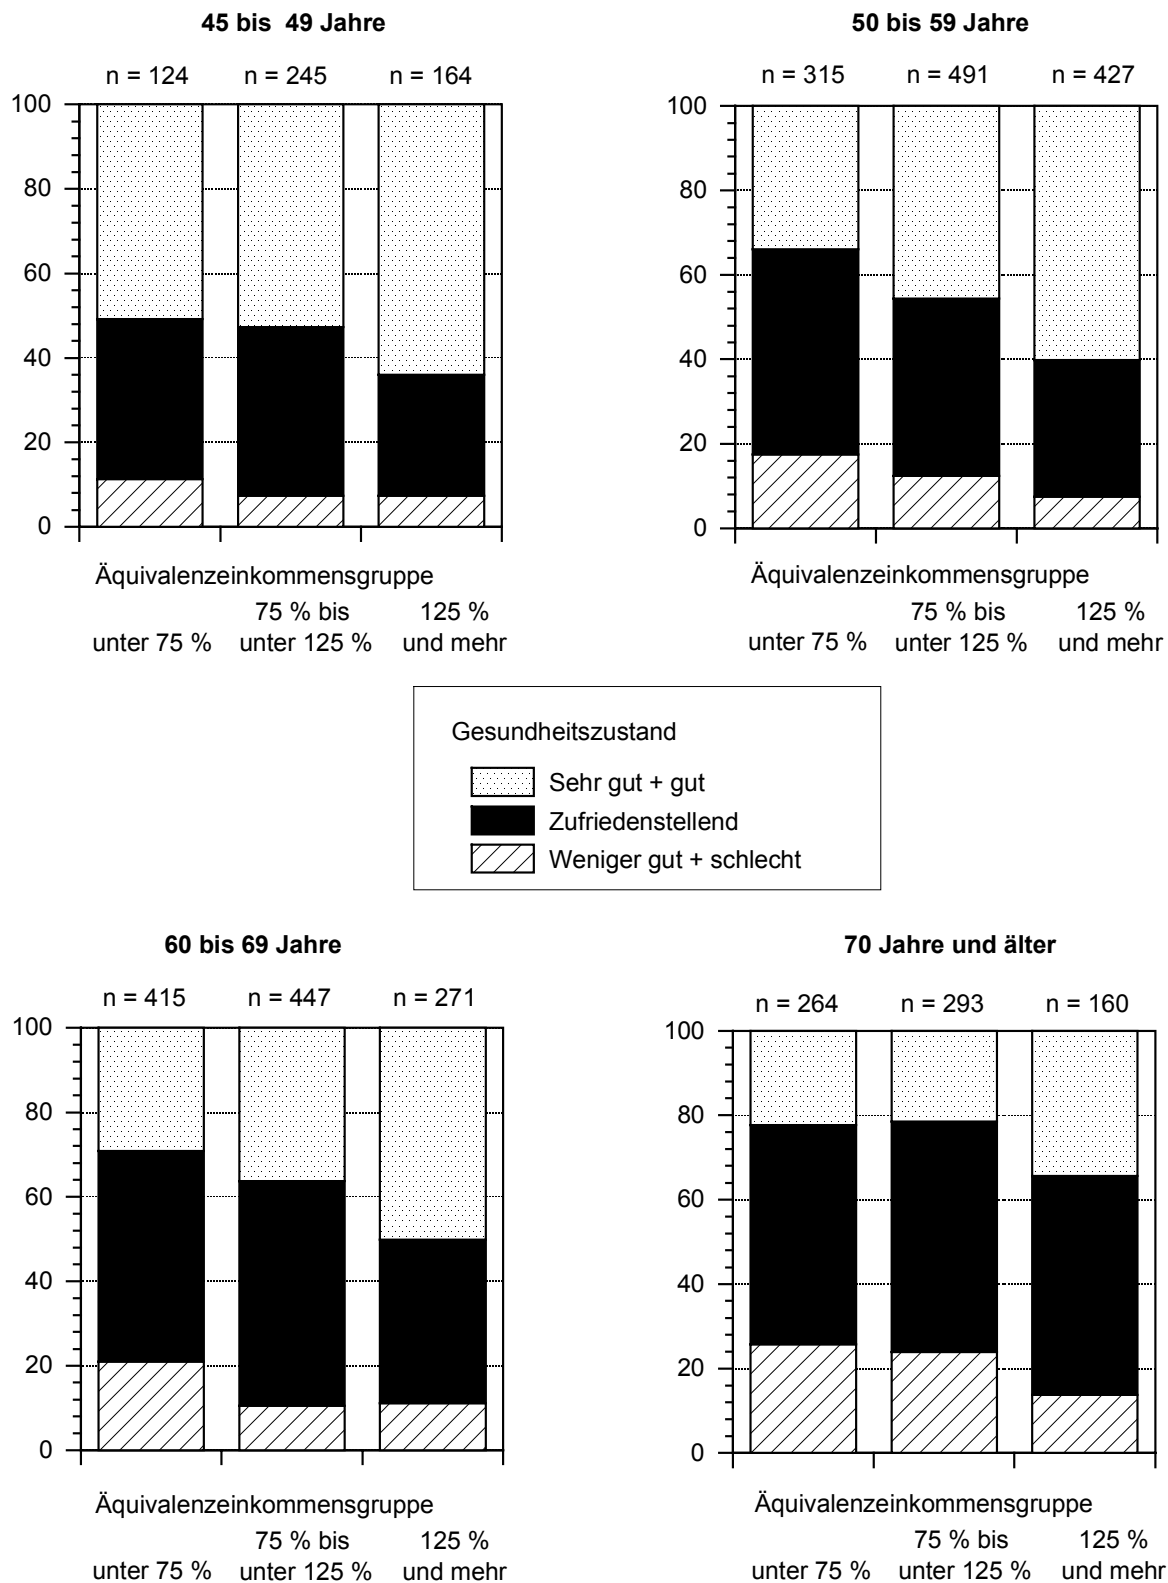 45 bis 49 Jahre
n = 124 n = 245 n = 164
100
80
60
40
20
0
Äquivalenzeinkommensgruppe
75 % bis 125 %
unter 75 % unter 125 % und mehr
50 bis 59 Jahre
n = 315 n = 491 n = 427
100
80
60
40
20
0
Äquivalenzeinkommensgruppe
75 % bis 125 %
unter 75 % unter 125 % und mehr
Gesundheitszustand
Sehr gut + gut
Zufriedenstellend
Weniger gut + schlecht
60 bis 69 Jahre
n = 415 n = 447 n = 271
100
80
60
40
20
0
Äquivalenzeinkommensgruppe
75 % bis 125 %
unter 75 % unter 125 % und mehr
70 Jahre und älter
n = 264 n = 293 n = 160
100
80
60
40
20
0
Äquivalenzeinkommensgruppe
75 % bis 125 %
unter 75 % unter 125 % und mehr